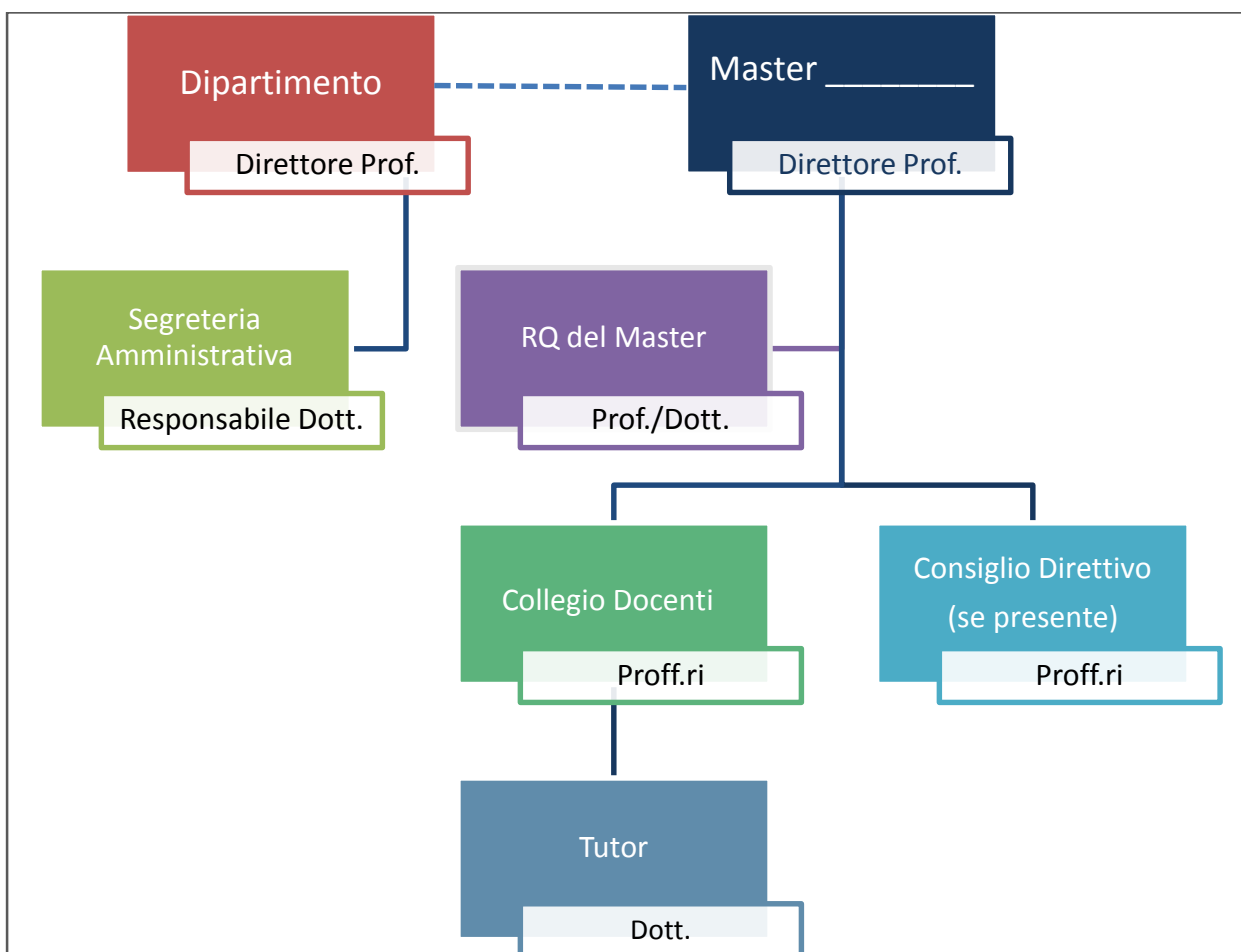 Dipartimento
Direttore Prof.
Master _________
Direttore Prof.
Segreteria
Amministrativa
Responsabile Dott.
RQ del Master
Prof./Dott.
Collegio Docenti
Proff.ri
Consiglio Direttivo
(se presente)
Proff.ri
Tutor
Dott.